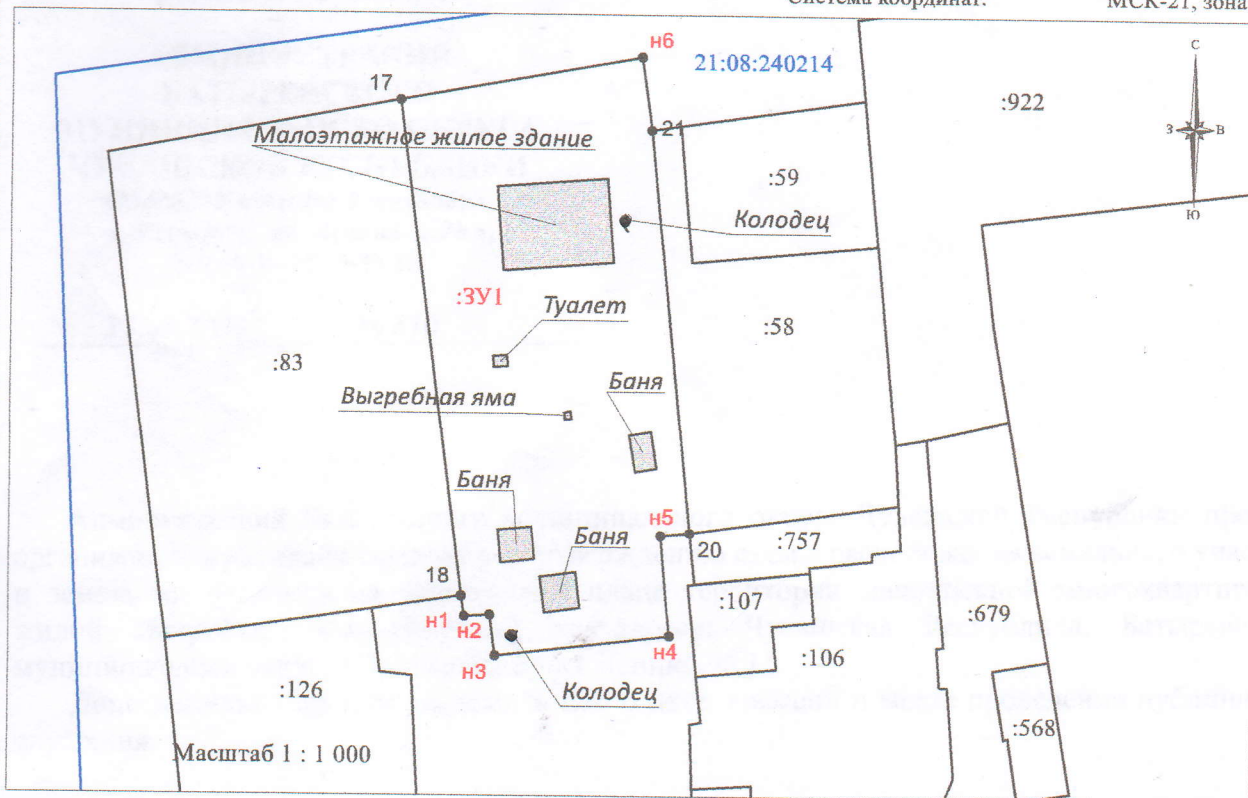 Система координат: МСК-21, зона
н6
21:08:240214
С
17
:922
21
Малоэтажное жилое здание
З В
:59
Ю
Колодец
:ЗУ1
Туалет
:58
:83
Баня
Выгребная яма
Баня
н5
Баня
20
:757
18
н1
н2
:107
:679
н4
н3
:106
:126
Колодец
:568
Масштаб 1 : 1 000